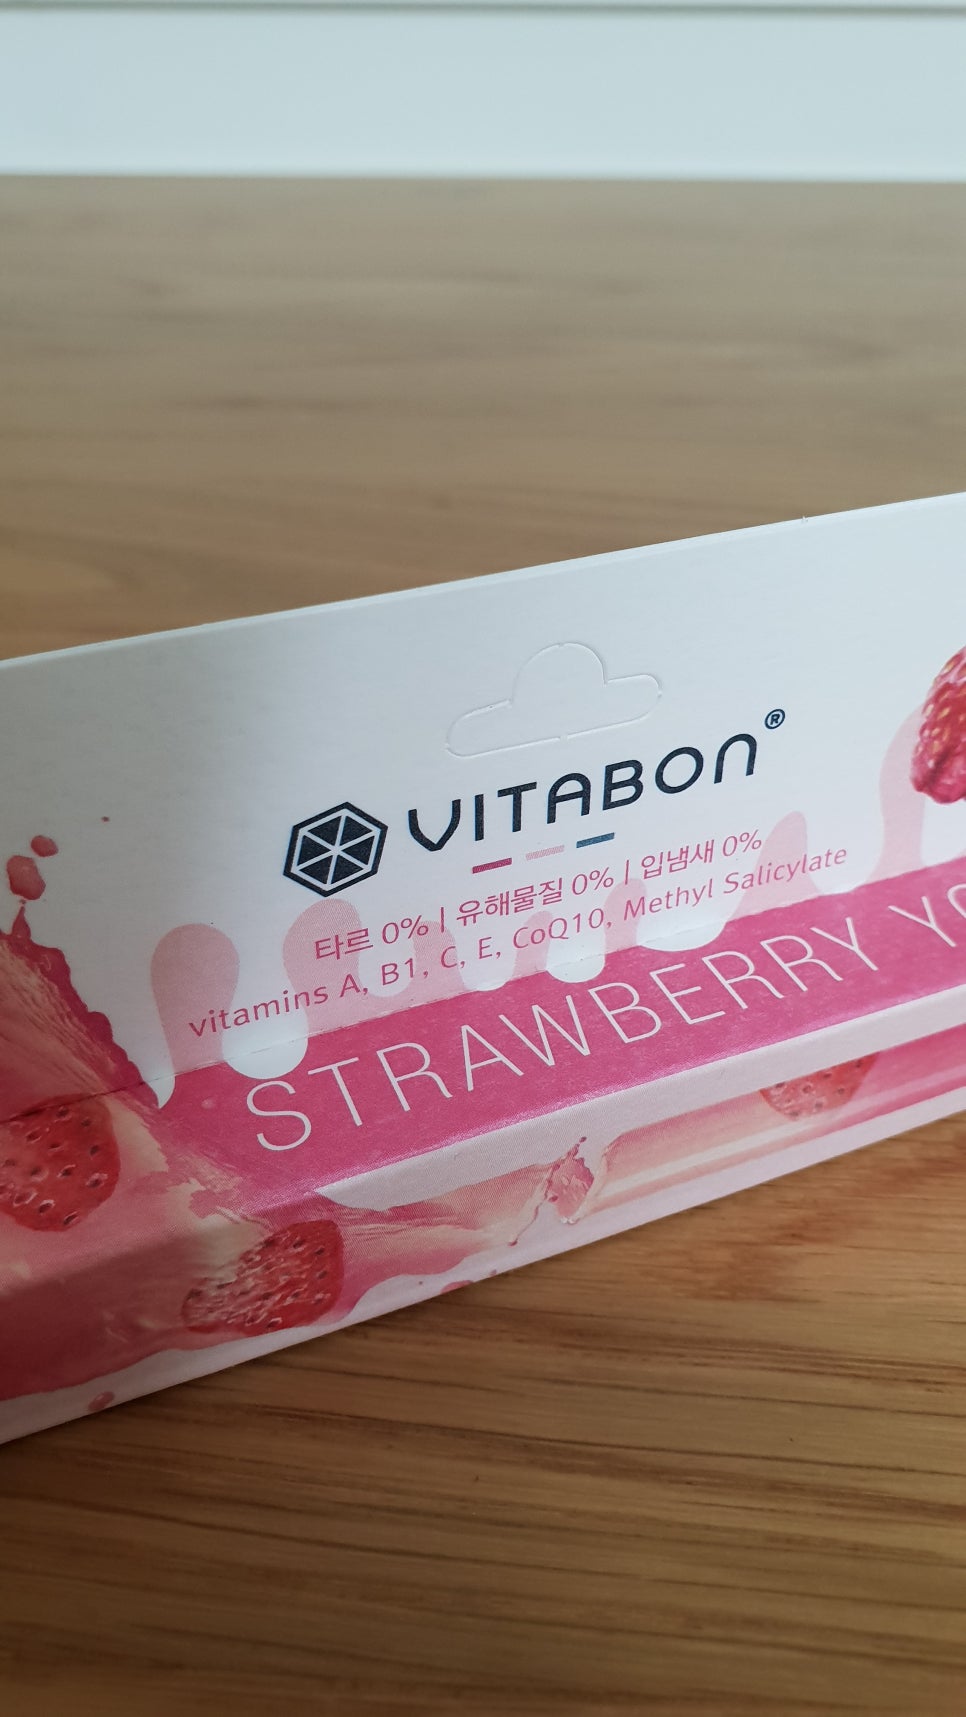 VITABON®
타르 0% | 유해물질 0% | 입냄새 0%
vitamins A, B1, C, E, CoQ10, Methyl Salicylate
STRAWBERRY